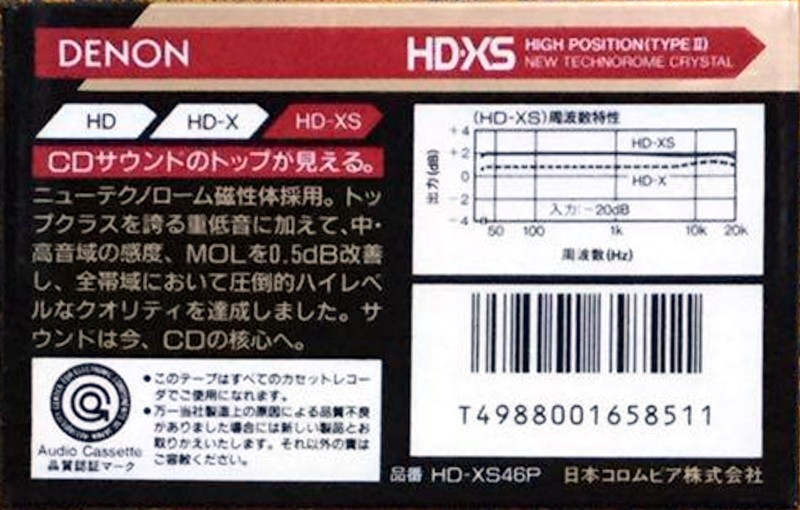 DENON
HD-XS HIGH POSITION(TYPE II)
NEW TECHNOROME CRYSTAL
HD HD-X HD-XS
CDサウンドのトップが見える。
ニューテクノローム磁性体採用。トッ
プクラスを誇る重低音に加えて、中・
高音域の感度、MOLを0.5dB改善
し、全帯域において圧倒的ハイレベ
ルなクオリティを達成しました。サ
ウンドは今、CDの核心へ。
Audio Cassette
品質認証マーク
●このテープはすべてのカセットレコー
ダでご使用になれます。
●万一当社製造上の原因による品質不良
がありました場合には新しい製品とお
取りかえいたします。それ以外の責は
ご容赦ください。
(HD-XS)周波数特性
出力(dB)
+4
+2
0
-2
-4
HD-XS
HD-X
入力:-20dB
50 100 1k 10k 20k
周波数(Hz)
T4988001658511
品番 HD-XS46P 日本コロムビア株式会社